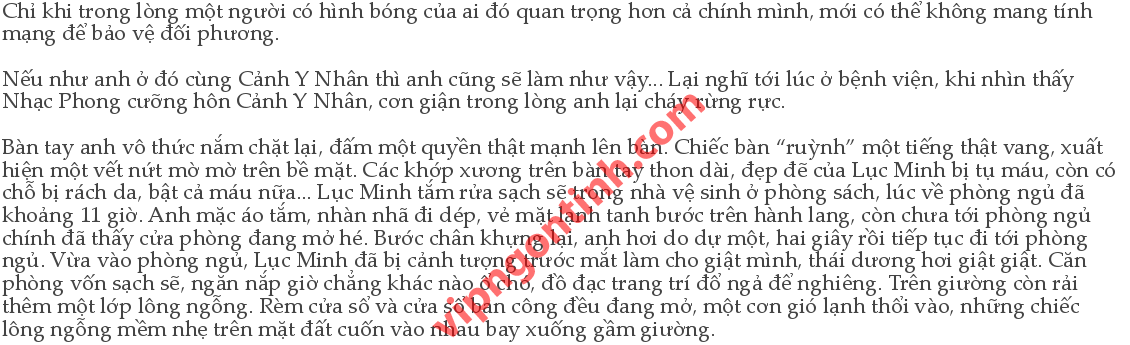 Chỉ khi trong lòng một người có hình bóng của ai đó quan trọng hơn cả chính mình, mới có thể không mang tính
mạng để bảo vệ đối phương.
Nếu như anh ở đó cùng Cảnh Y Nhân thì anh cũng sẽ làm như vậy... Lại nghĩ tới lúc ở bệnh viện, khi nhìn thấy
Nhạc Phong cưỡng hôn Cảnh Y Nhân, cơn giận trong lòng anh lại cháy rừng rực.
Bàn tay anh vô thức nắm chặt lại, đấm một quyền thật mạnh lên bàn. Chiếc bàn “ruỳnh” một tiếng thật vang, xuất
hiện một vết nứt mờ mờ trên bề mặt. Các khớp xương trên bàn tay thon dài, đẹp đẽ của Lục Minh bị tụ máu, còn có
chỗ bị rách da, bật cả máu nữa... Lục Minh tắm rửa sạch sẽ trong nhà vệ sinh ở phòng sách, lúc về phòng ngủ đã
khoảng 11 giờ. Anh mặc áo tắm, nhàn nhã đi dép, vẻ mặt lạnh tanh bước trên hành lang, còn chưa tới phòng ngủ
chính đã thấy cửa phòng đang mở hé. Bước chân khựng lại, anh hơi do dự một, hai giây rồi tiếp tục đi tới phòng
ngủ. Vừa vào phòng ngủ, Lục Minh đã bị cảnh tượng trước mắt làm cho giật mình, thái dương hơi giật giật. Căn
phòng vốn sạch sẽ, ngăn nắp giờ chẳng khác nào ổ chó, đồ đạc trang trí đổ ngả để nghiêng. Trên giường còn rải
thêm một lớp lông ngỗng. Rèm cửa sổ và cửa sổ ban công đều đang mở, một cơn gió lạnh thổi vào, những chiếc
lông ngỗng mềm nhẹ trên mặt đất cuốn vào nhau bay xuống gầm giường.
vipngontinh.com